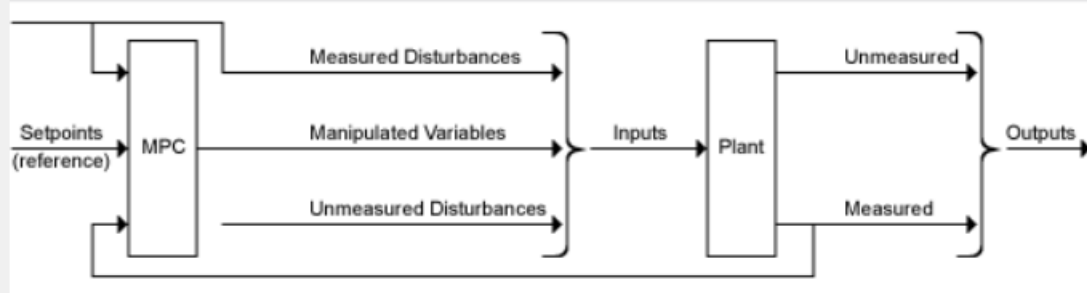 Measured Disturbances
Unmeasured
Setpoints
(reference)
MPC
Manipulated Variables
Inputs
Plant
Outputs
Unmeasured Disturbances
Measured